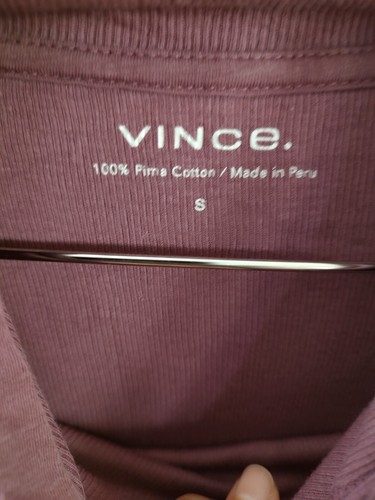 VINCe.
100% Pima Cotton / Made in Peru
S